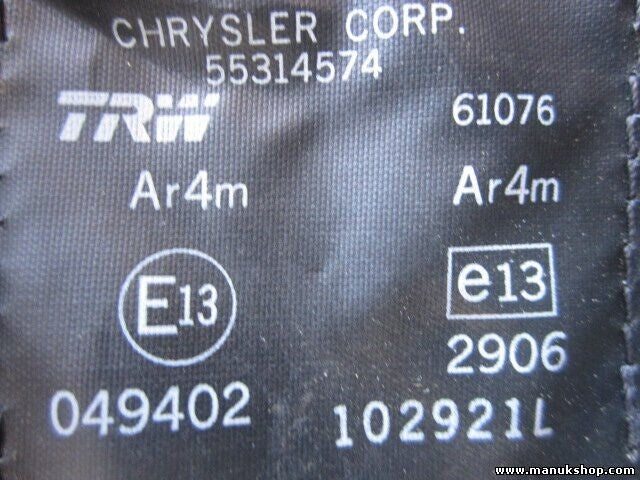 CHRYSLER CORP.
55314574
TRW 61076
Ar4m Ar4m
E13 e13
2906
049402 102921L
www.manukshop.com